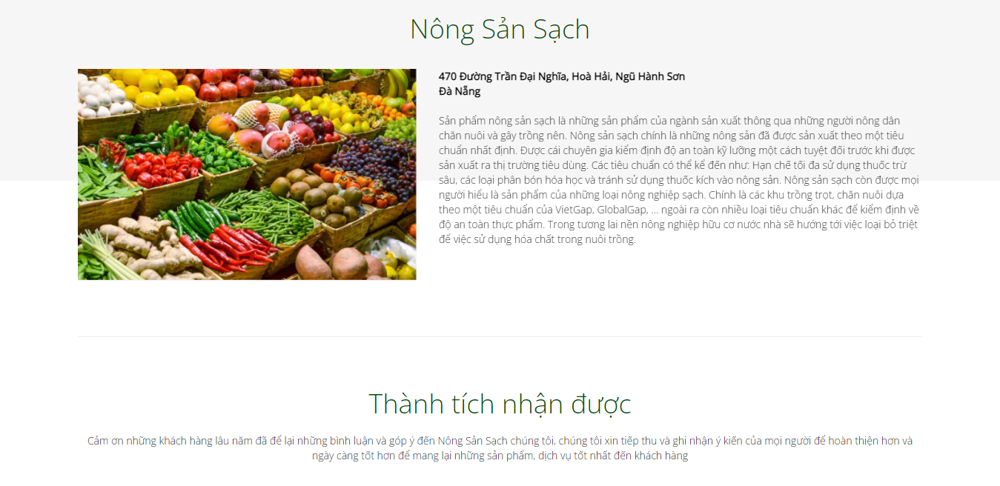 Nông Sản Sạch
470 Đường Trần Đại Nghĩa, Hoà Hải, Ngũ Hành Sơn
Đà Nẵng
Sản phẩm nông sản sạch là những sản phẩm của ngành sản xuất thông qua những người nông dân
chăn nuôi và gây trồng nên. Nông sản sạch chính là những nông sản đã được sản xuất theo một tiêu
chuẩn nhất định. Được cái chuyên gia kiểm định độ an toàn kỹ lưỡng một cách tuyệt đối trước khi được
sản xuất ra thị trường tiêu dùng. Các tiêu chuẩn có thể kể đến như: Hạn chế tối đa sử dụng thuốc trừ
sâu, các loại phân bón hóa học và tránh sử dụng thuốc kích vào nông sản. Nông sản sạch còn được mọi
người hiểu là sản phẩm của những loại nông nghiệp sạch. Chính là các khu trồng trọt, chăn nuôi dựa
theo một tiêu chuẩn của VietGap, GlobalGap, ... ngoài ra còn nhiều loại tiêu chuẩn khác để kiểm định về
độ an toàn thực phẩm. Trong tương lai nền nông nghiệp hữu cơ nước nhà sẽ hướng tới việc loại bỏ triệt
để việc sử dụng hóa chất trong nuôi trồng.
Thành tích nhận được
Cảm ơn những khách hàng lâu năm đã để lại những bình luận và góp ý đến Nông Sản Sạch chúng tôi, chúng tôi xin tiếp thu và ghi nhận ý kiến của mọi người để hoàn thiện hơn và
ngày càng tốt hơn để mang lại những sản phẩm, dịch vụ tốt nhất đến khách hàng